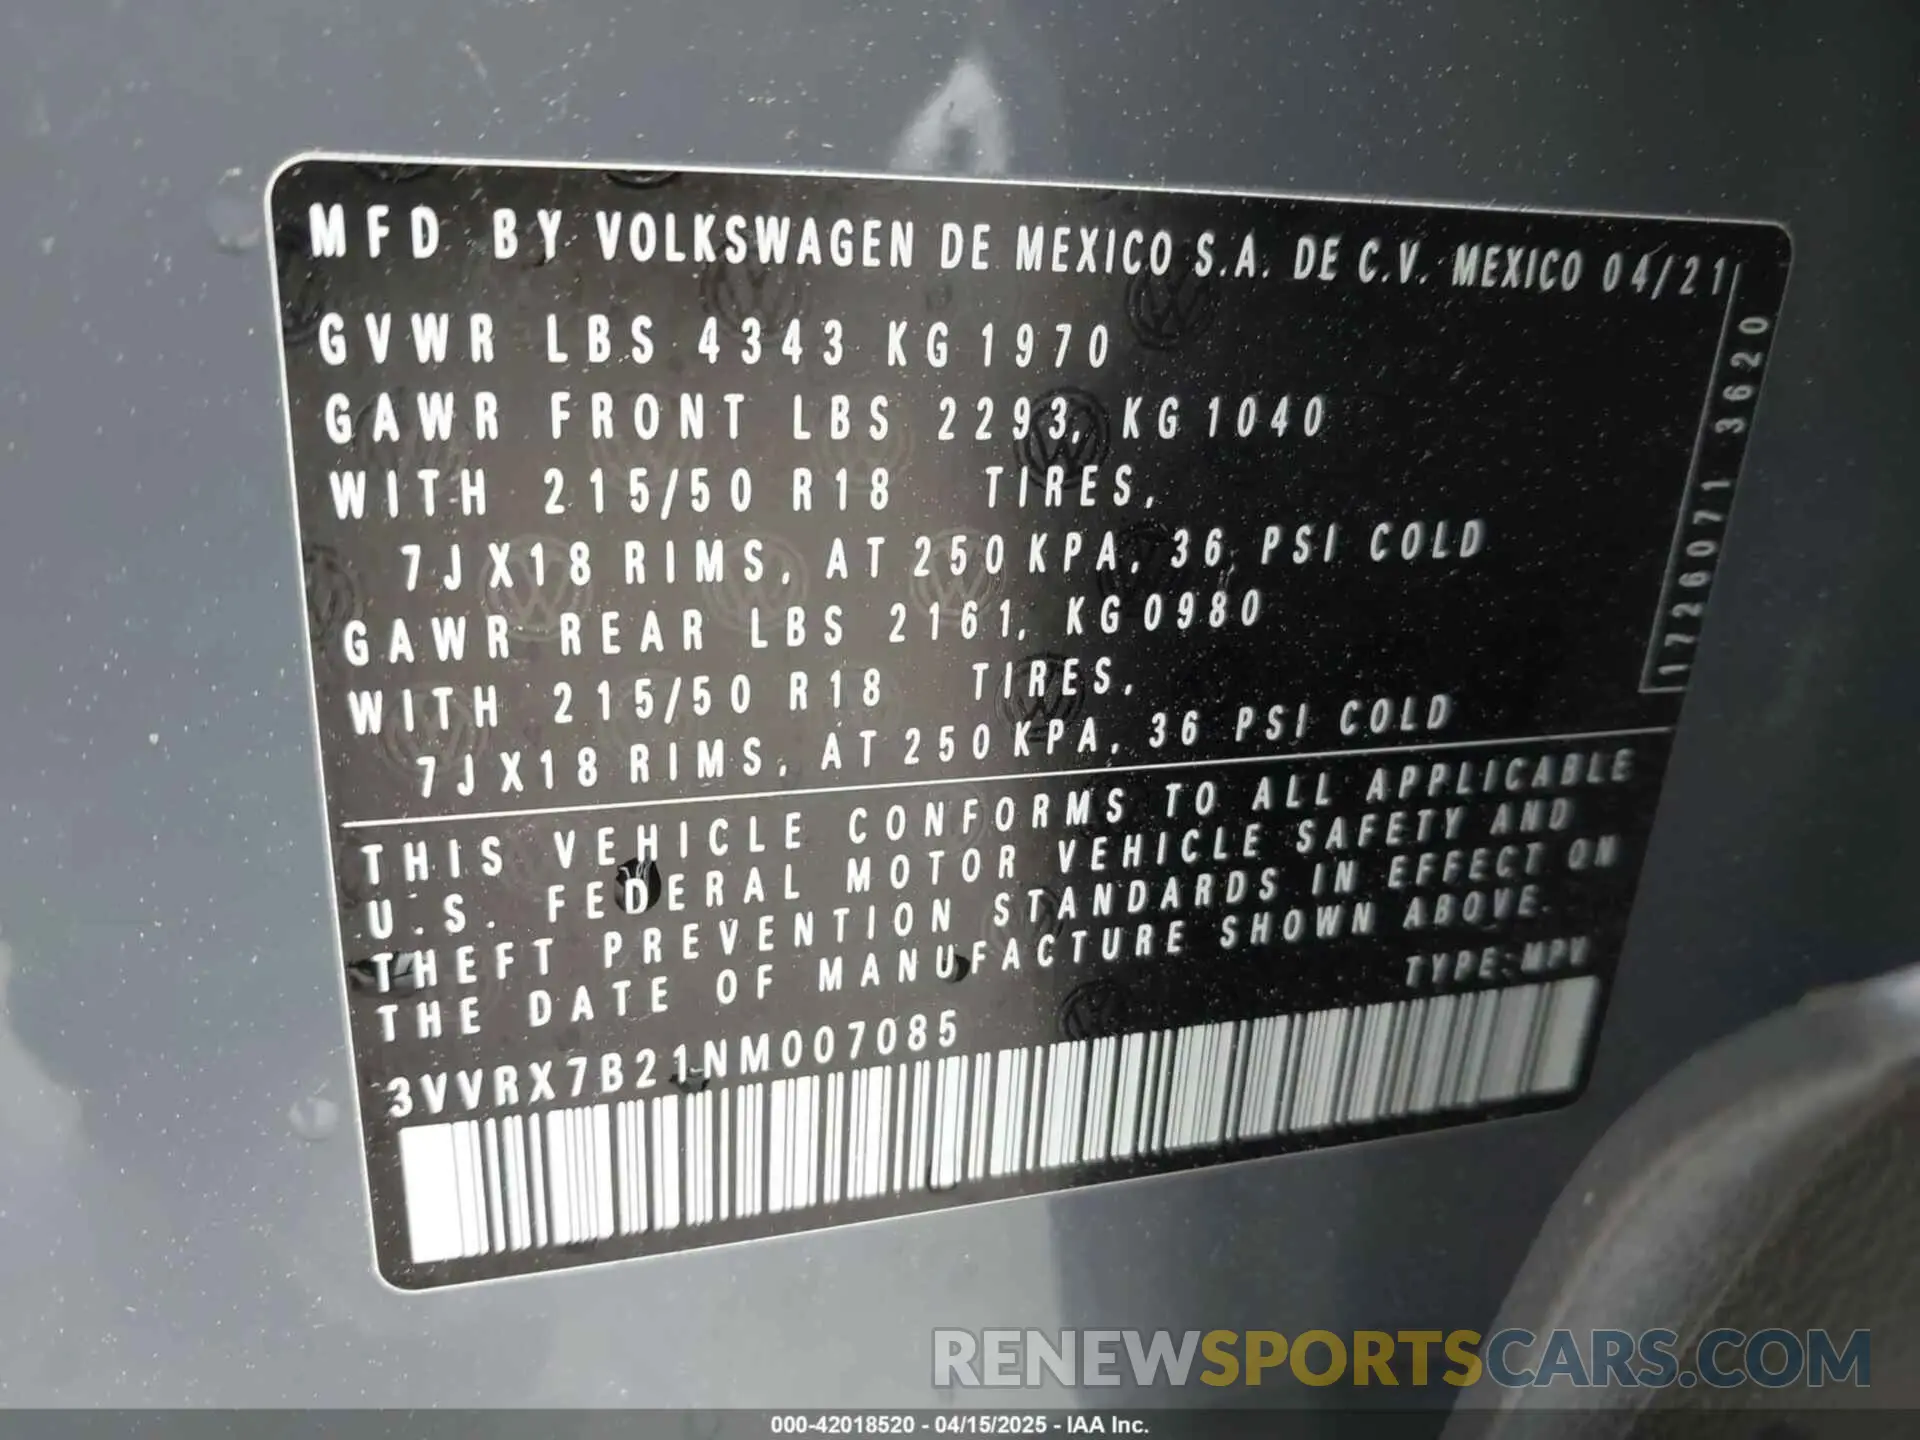 MFD BY VOLKSWAGEN DE MEXICO S.A. DE C.V. MEXICO 04/21
GVWR LBS 4343 KG 1970
GAWR FRONT LBS 2293, KG 1040
WITH 215/50 R18 TIRES,
7JX18 RIMS, AT 250 KPA, 36 PSI COLD
GAWR REAR LBS 2161, KG 0980
WITH 215/50 R18 TIRES,
7JX18 RIMS, AT 250 KPA, 36 PSI COLD
1726071 3620
THIS VEHICLE CONFORMS TO ALL APPLICABLE
U.S. FEDERAL MOTOR VEHICLE SAFETY AND
THEFT PREVENTION STANDARDS IN EFFECT ON
THE DATE OF MANUFACTURE SHOWN ABOVE.
TYPE: MPV
3VVRX7B21NM007085
RENEWSPORTSCARS.COM
000-42018520 - 04/15/2025 - IAA Inc.